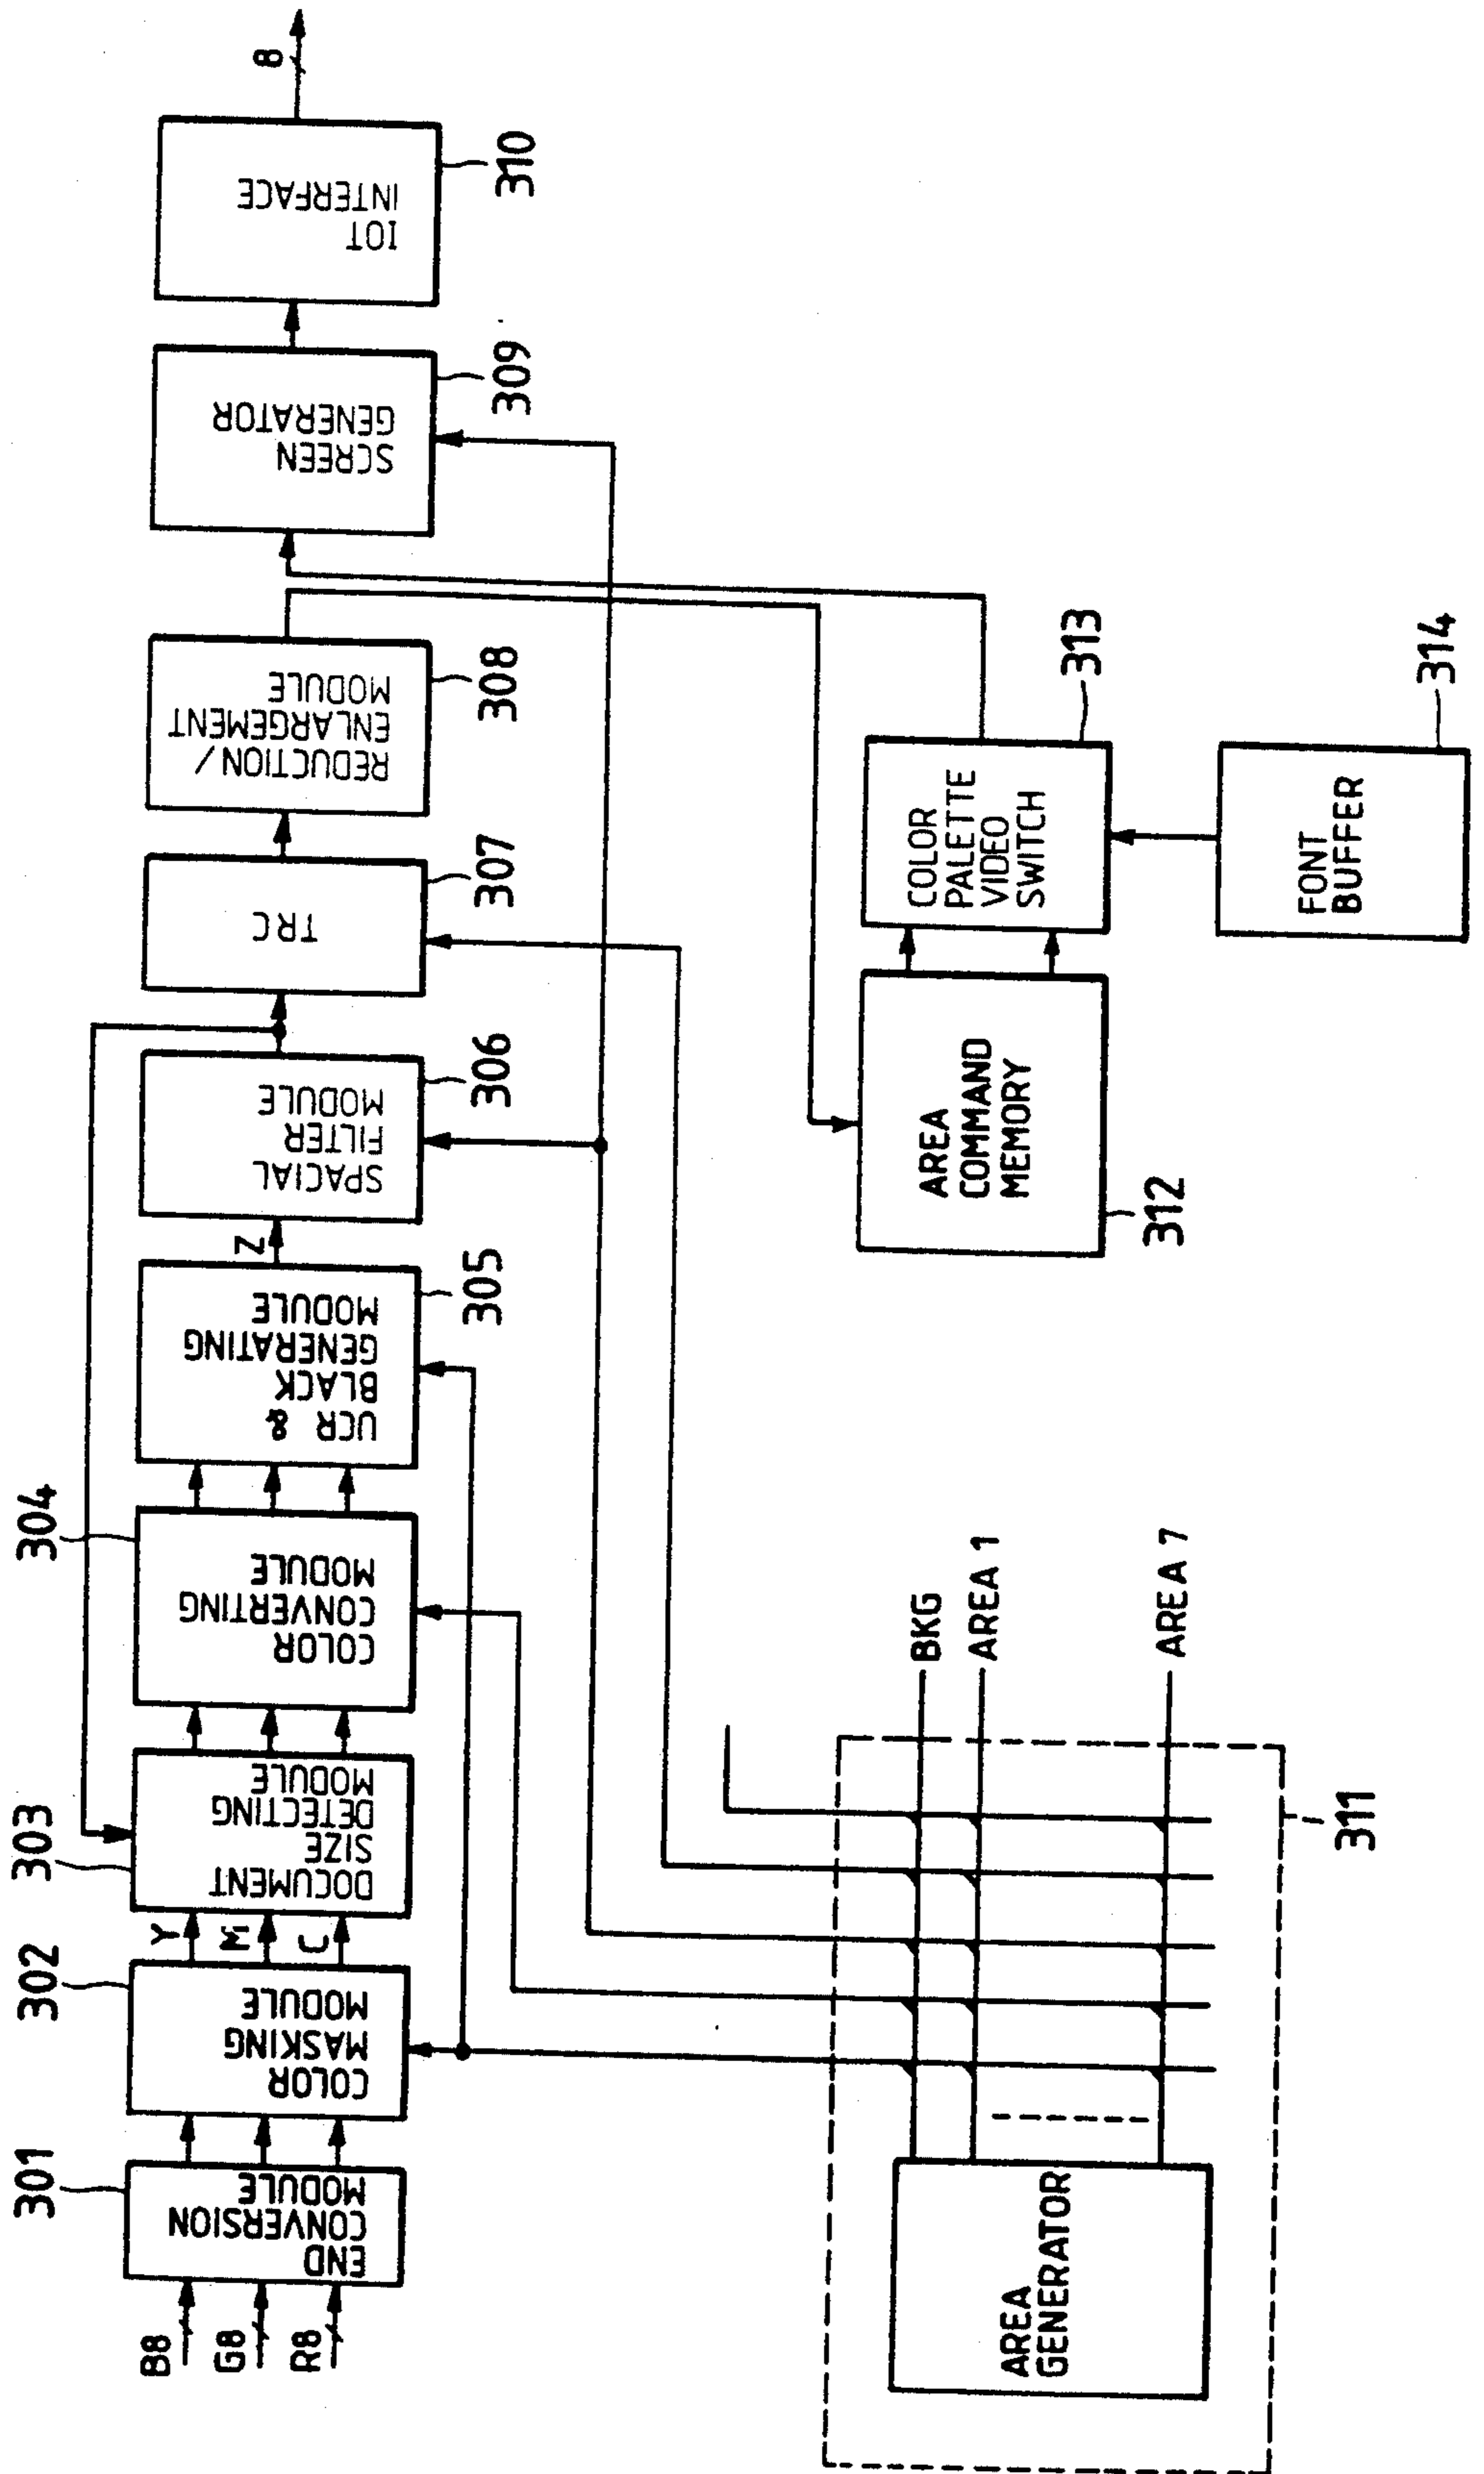 301
302
303
304
B8
G8
R8
END
CONVERSION
MODULE
COLOR
MASKING
MODULE
Y
M
C
DOCUMENT
SIZE
DETECTING
MODULE
COLOR
CONVERTING
MODULE
UCR &
BLACK
GENERATING
MODULE
305
Z
SPACIAL
FILTER
MODULE
306
TRC
307
REDUCTION/
ENLARGEMENT
MODULE
308
SCREEN
GENERATOR
309
IOT
INTERFACE
310
8
AREA
GENERATOR
BKG
AREA 1
AREA 7
311
AREA
COMMAND
MEMORY
312
COLOR
PALETTE
VIDEO
SWITCH
313
FONT
BUFFER
314